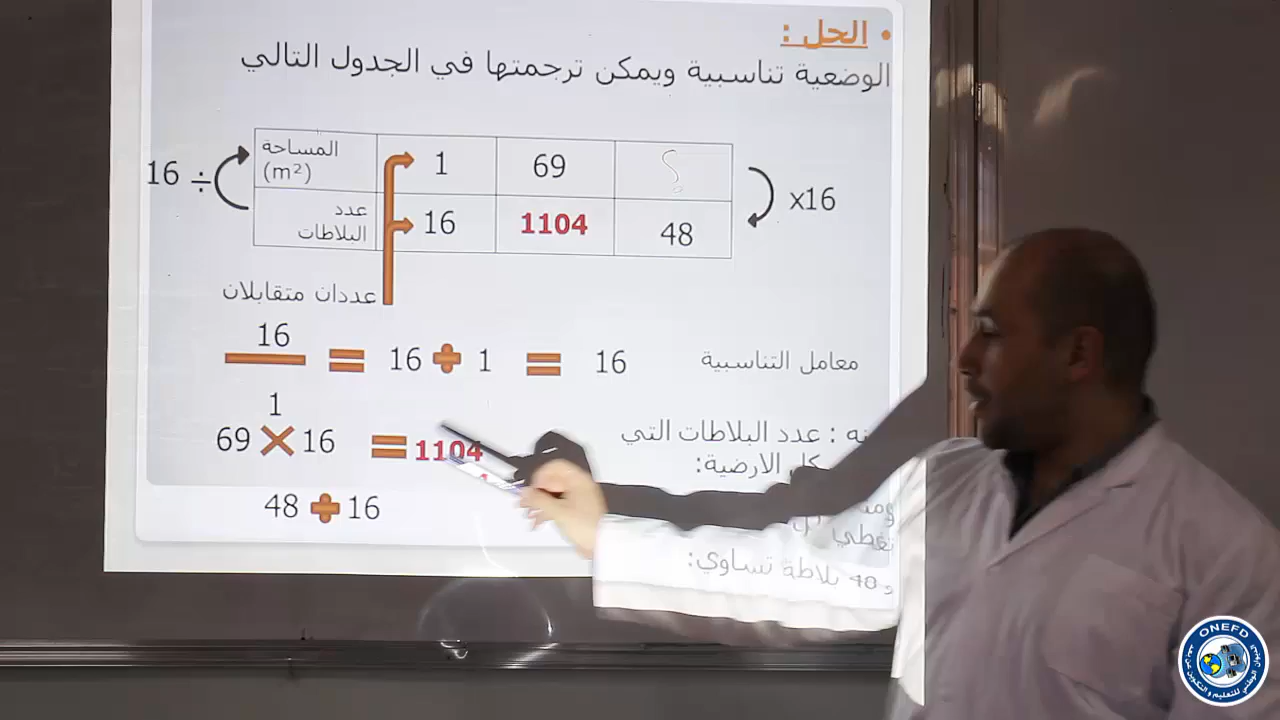 • الحل :
الوضعية تناسبية ويمكن ترجمتها في الجدول التالي
المساحة (m²) 1 69 ؟
عدد البلاطات 16 1104 48
16 ÷
x16
عددان متقابلان
16/1 = 16 ÷ 1 = 16 معامل التناسبية
عدد البلاطات التي
الارضية:
69 × 16 = 1104
تغطي
48 ÷ 16
48 بلاطة تساوي:
ONEFD